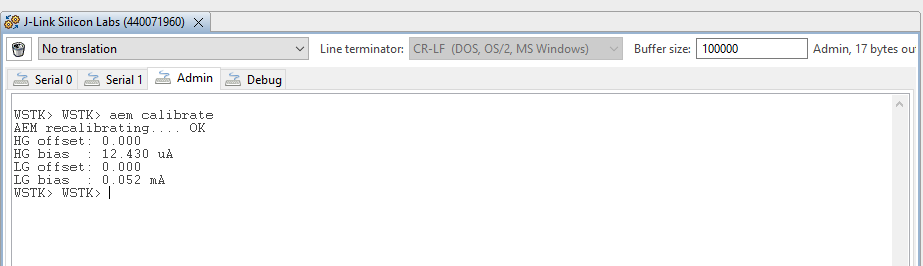 J-Link Silicon Labs (440071960)
No translation Line terminator: CR-LF (DOS, OS/2, MS Windows) Buffer size: 100000 Admin, 17 bytes ou
Serial 0 Serial 1 Admin Debug
WSTK> WSTK> aem calibrate
AEM recalibrating.... OK
HG offset: 0.000
HG bias  : 12.430 uA
LG offset: 0.000
LG bias  : 0.052 mA
WSTK> WSTK>